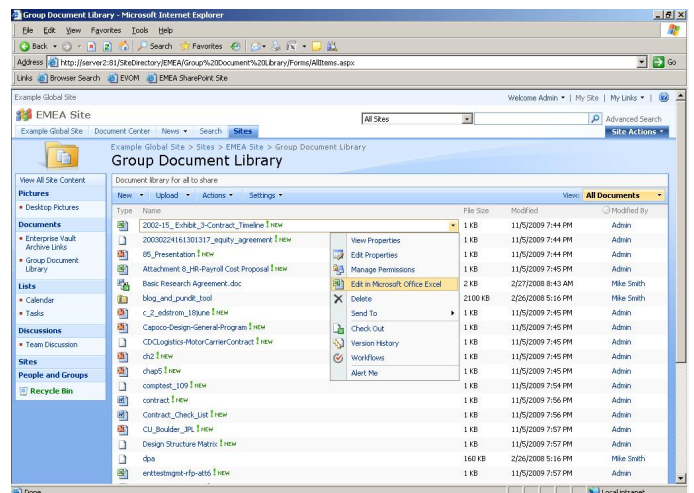 Group Document Library - Microsoft Internet Explorer
File Edit View Favorites Tools Help
Back Search Favorites
Address http://server2:81/SiteDirectory/EMEA/Group%20Document%20Library/Forms/AllItems.aspx Go
Links Browser Search EVOM EMEA SharePoint Site
Example Global Site Welcome Admin | My Site | My Links |
EMEA Site All Sites Advanced Search
Example Global Site Document Center News Search Sites Site Actions
Example Global Site > Sites > EMEA Site > Group Document Library
Group Document Library
View All Site Content
Pictures
Desktop Pictures
Documents
Enterprise Vault Archive Links
Group Document Library
Lists
Calendar
Tasks
Discussions
Team Discussion
Sites
People and Groups
Recycle Bin
Document library for all to share
New Upload Actions Settings View: All Documents
Type Name File Size Modified Modified By
2002-15_ Exhibit_3-Contract_Timeline ! NEW 1 KB 11/5/2009 7:44 PM Admin
20030224161301317_equity_agreement ! NEW 1 KB 11/5/2009 7:44 PM Admin
85_Presentation ! NEW 1 KB 11/5/2009 7:44 PM Admin
Attachment 8_HR-Payroll Cost Proposal ! NEW 1 KB 11/5/2009 7:45 PM Admin
Basic Research Agreement.doc 2 KB 2/27/2008 8:43 AM Mike Smith
blog_and_pundit_tool 2100 KB 2/26/2008 5:16 PM Mike Smith
c_2_edstrom_18june ! NEW 1 KB 11/5/2009 7:45 PM Admin
Capoco-Design-General-Program ! NEW 1 KB 11/5/2009 7:45 PM Admin
CDCLogistics-MotorCarrierContract ! NEW 1 KB 11/5/2009 7:45 PM Admin
ch2 ! NEW 1 KB 11/5/2009 7:45 PM Admin
chap5 ! NEW 1 KB 11/5/2009 7:45 PM Admin
comptest_109 ! NEW 1 KB 11/5/2009 7:54 PM Admin
contract ! NEW 1 KB 11/5/2009 7:56 PM Admin
Contract_Check_List ! NEW 1 KB 11/5/2009 7:56 PM Admin
CU_Boulder_JPL ! NEW 1 KB 11/5/2009 7:57 PM Admin
Design Structure Matrix ! NEW 1 KB 11/5/2009 7:57 PM Admin
dpa 160 KB 2/26/2008 5:16 PM Mike Smith
enttestmgmt-rfp-att6 ! NEW 1 KB 11/5/2009 7:57 PM Admin
View Properties
Edit Properties
Manage Permissions
Edit in Microsoft Office Excel
Delete
Send To
Check Out
Version History
Workflows
Alert Me
Done Local intranet